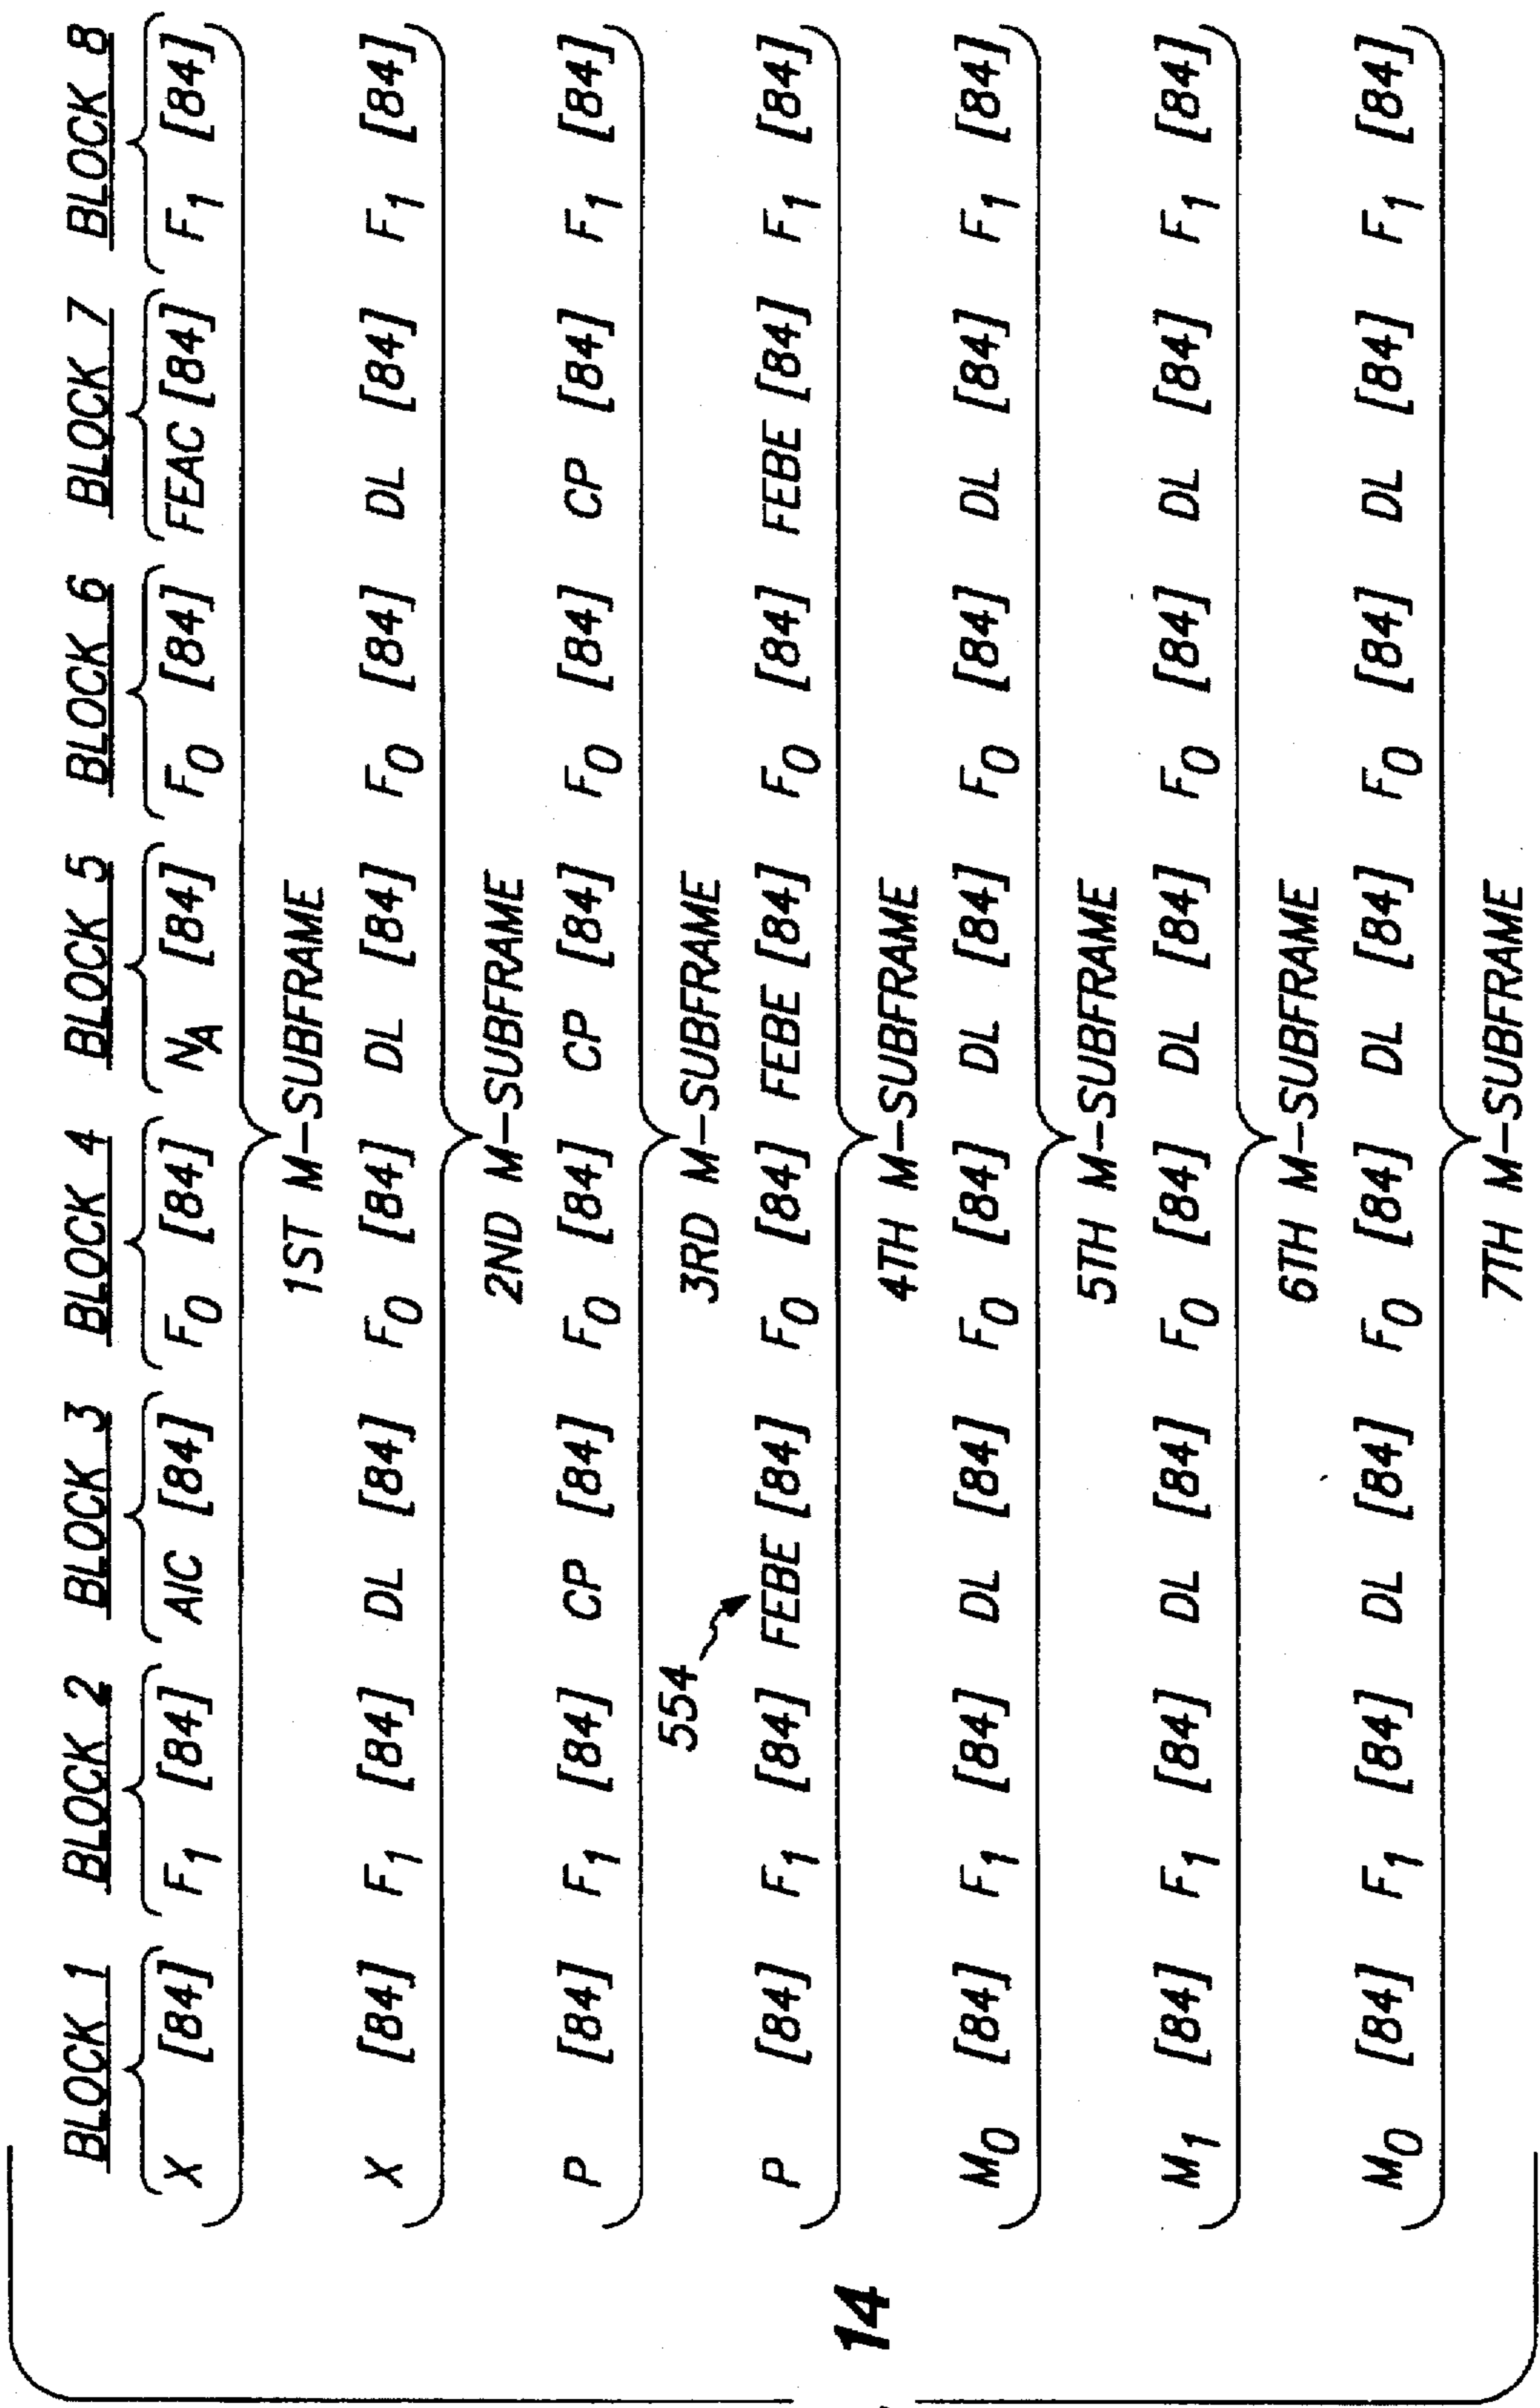 BLOCK 1 BLOCK 2 BLOCK 3 BLOCK 4 BLOCK 5 BLOCK 6 BLOCK 7 BLOCK 8
X [84] F1 [84] AIC [84] F0 [84] NA [84] F0 [84] FEAC [84] F1 [84]
1ST M-SUBFRAME
X [84] F1 [84] DL [84] F0 [84] DL [84] F0 [84] DL [84] F1 [84]
2ND M-SUBFRAME
P [84] F1 [84] CP [84] F0 [84] CP [84] F0 [84] CP [84] F1 [84]
3RD M-SUBFRAME
554
P [84] F1 [84] FEBE [84] F0 [84] FEBE [84] F0 [84] FEBE [84] F1 [84]
4TH M-SUBFRAME
M0 [84] F1 [84] DL [84] F0 [84] DL [84] F0 [84] DL [84] F1 [84]
5TH M-SUBFRAME
M1 [84] F1 [84] DL [84] F0 [84] DL [84] F0 [84] DL [84] F1 [84]
6TH M-SUBFRAME
M0 [84] F1 [84] DL [84] F0 [84] DL [84] F0 [84] DL [84] F1 [84]
7TH M-SUBFRAME
14